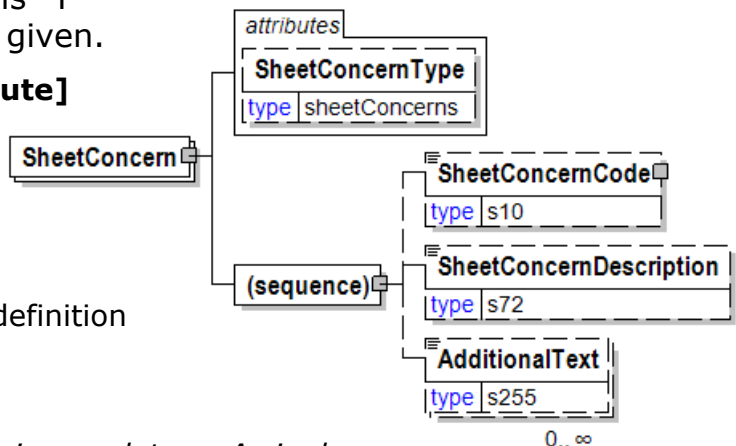 given.
attributes
ute]
SheetConcernType
type sheetConcerns
SheetConcern
SheetConcernCode
type s10
(sequence)
SheetConcernDescription
type s72
definition
AdditionalText
type s255
0..∞